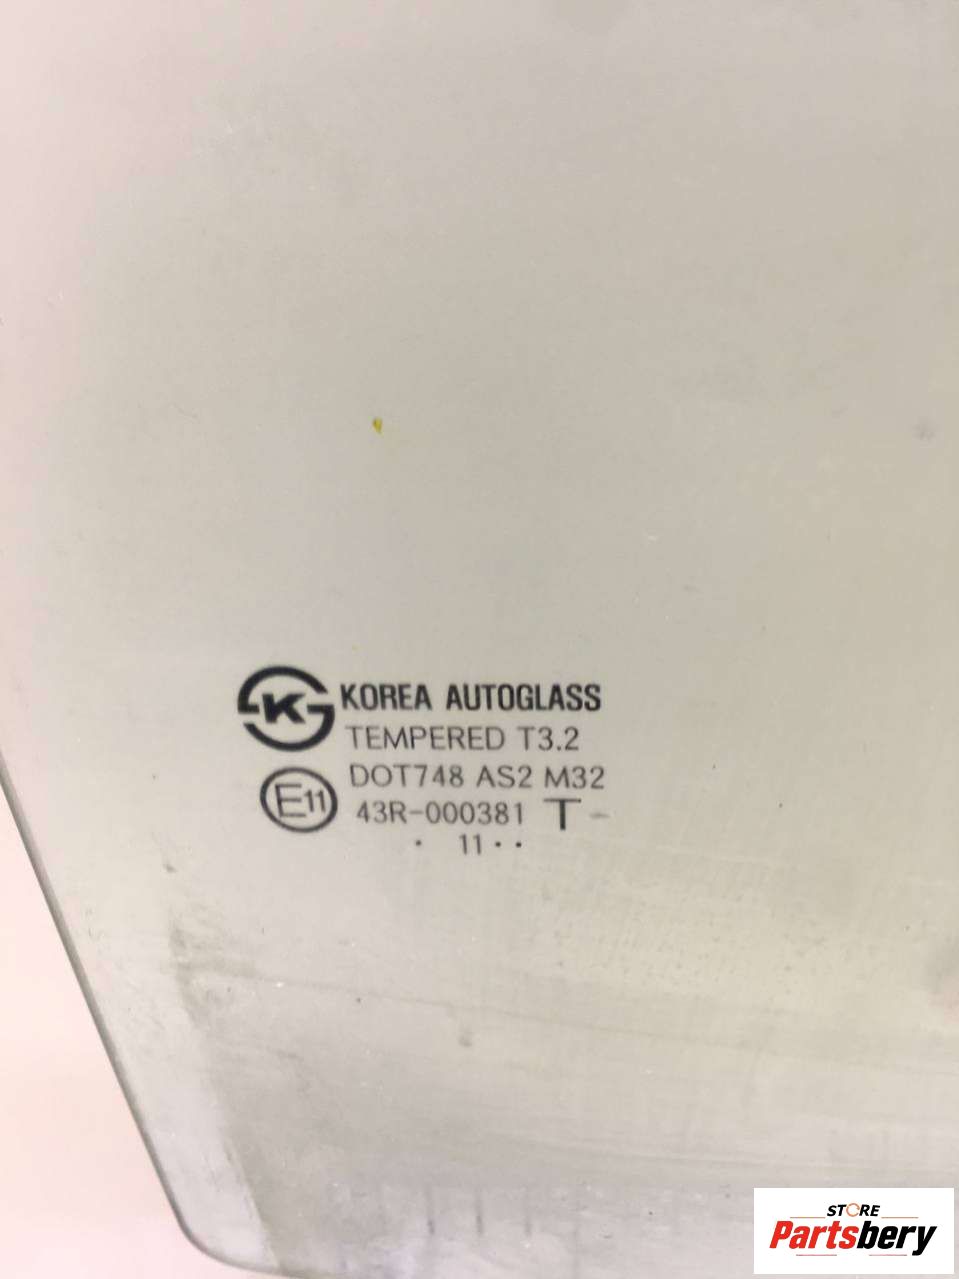 K KOREA AUTOGLASS
TEMPERED T3.2
DOT748 AS2 M32
E11 43R-000381 T -
· 11 · ·
STORE
Partsbery